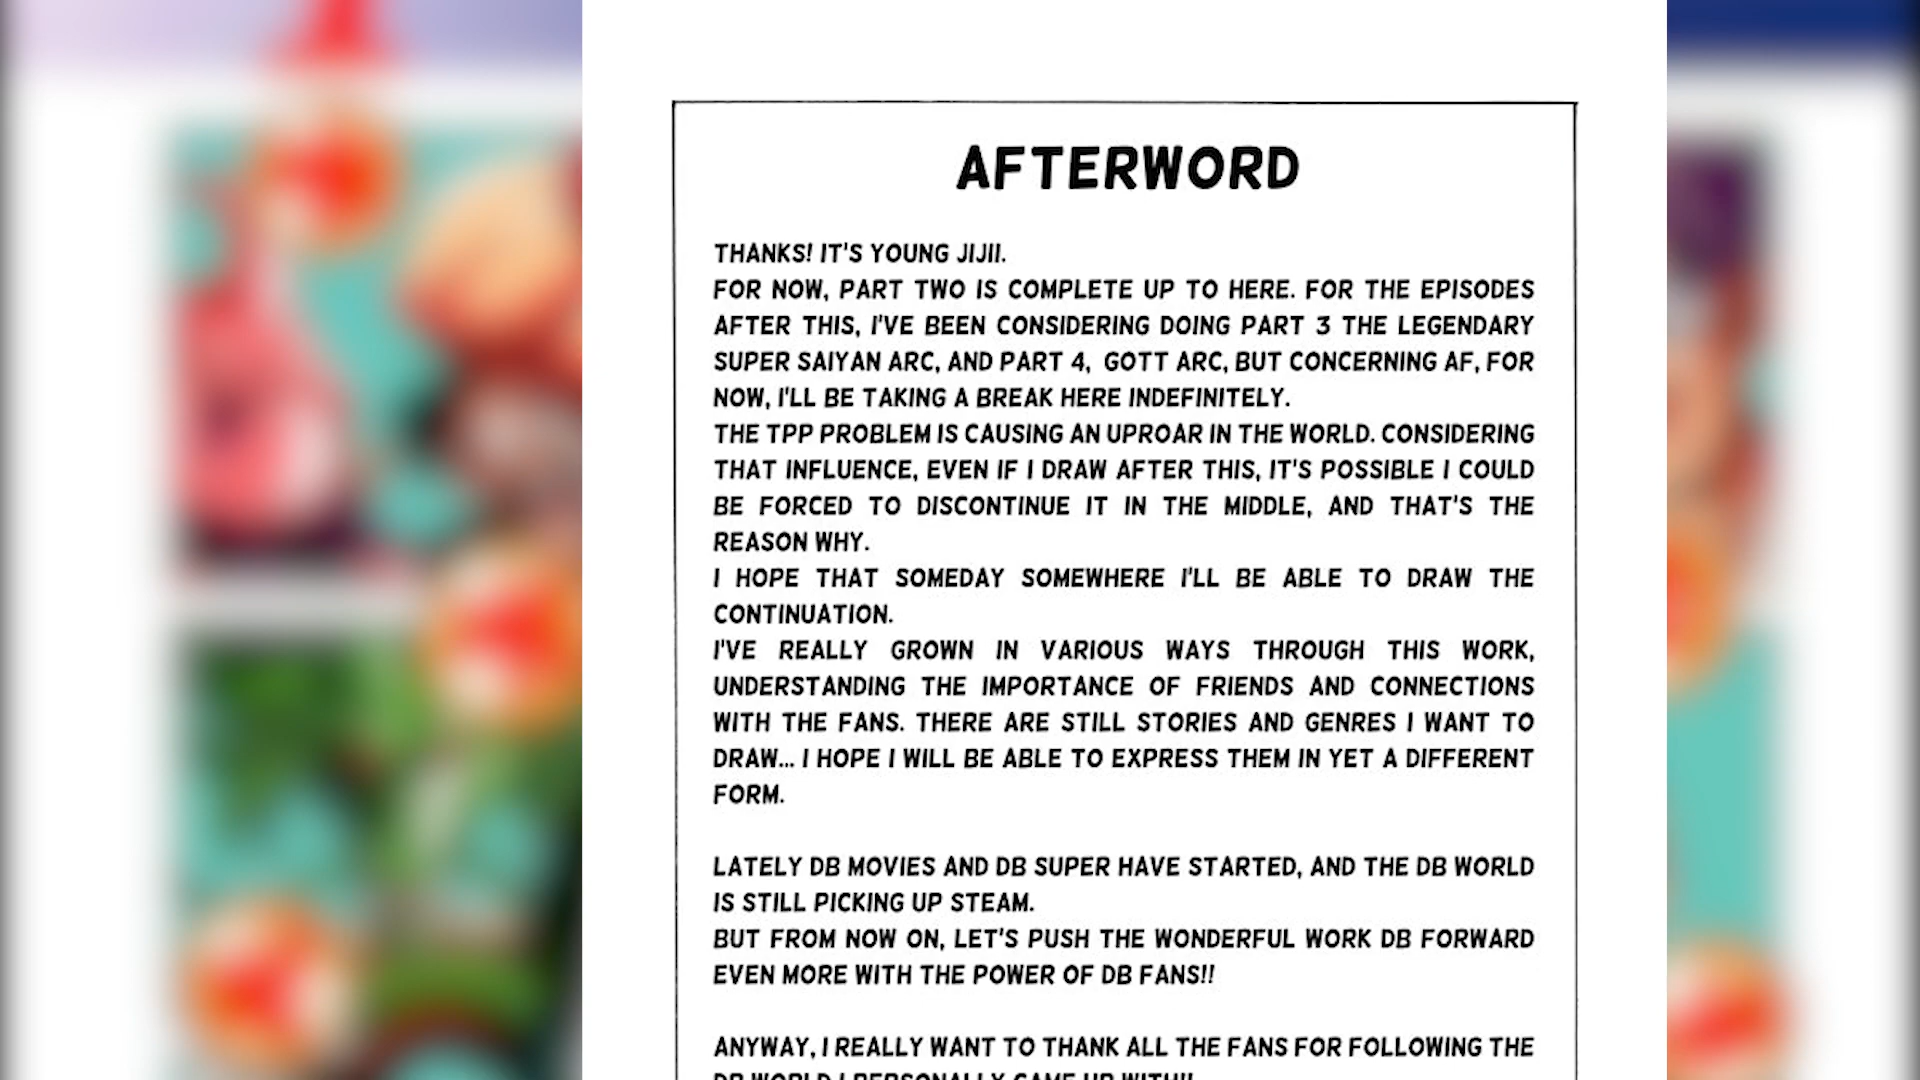 AFTERWORD
THANKS! IT'S YOUNG JIJII.
FOR NOW, PART TWO IS COMPLETE UP TO HERE. FOR THE EPISODES
AFTER THIS, I'VE BEEN CONSIDERING DOING PART 3 THE LEGENDARY
SUPER SAIYAN ARC, AND PART 4, GOTT ARC, BUT CONCERNING AF, FOR
NOW, I'LL BE TAKING A BREAK HERE INDEFINITELY.
THE TPP PROBLEM IS CAUSING AN UPROAR IN THE WORLD. CONSIDERING
THAT INFLUENCE, EVEN IF I DRAW AFTER THIS, IT'S POSSIBLE I COULD
BE FORCED TO DISCONTINUE IT IN THE MIDDLE, AND THAT'S THE
REASON WHY.
I HOPE THAT SOMEDAY SOMEWHERE I'LL BE ABLE TO DRAW THE
CONTINUATION.
I'VE REALLY GROWN IN VARIOUS WAYS THROUGH THIS WORK,
UNDERSTANDING THE IMPORTANCE OF FRIENDS AND CONNECTIONS
WITH THE FANS. THERE ARE STILL STORIES AND GENRES I WANT TO
DRAW... I HOPE I WILL BE ABLE TO EXPRESS THEM IN YET A DIFFERENT
FORM.
LATELY DB MOVIES AND DB SUPER HAVE STARTED, AND THE DB WORLD
IS STILL PICKING UP STEAM.
BUT FROM NOW ON, LET'S PUSH THE WONDERFUL WORK DB FORWARD
EVEN MORE WITH THE POWER OF DB FANS!!
ANYWAY, I REALLY WANT TO THANK ALL THE FANS FOR FOLLOWING THE
DB WORLD I PERSONALLY CAME UP WITH!!